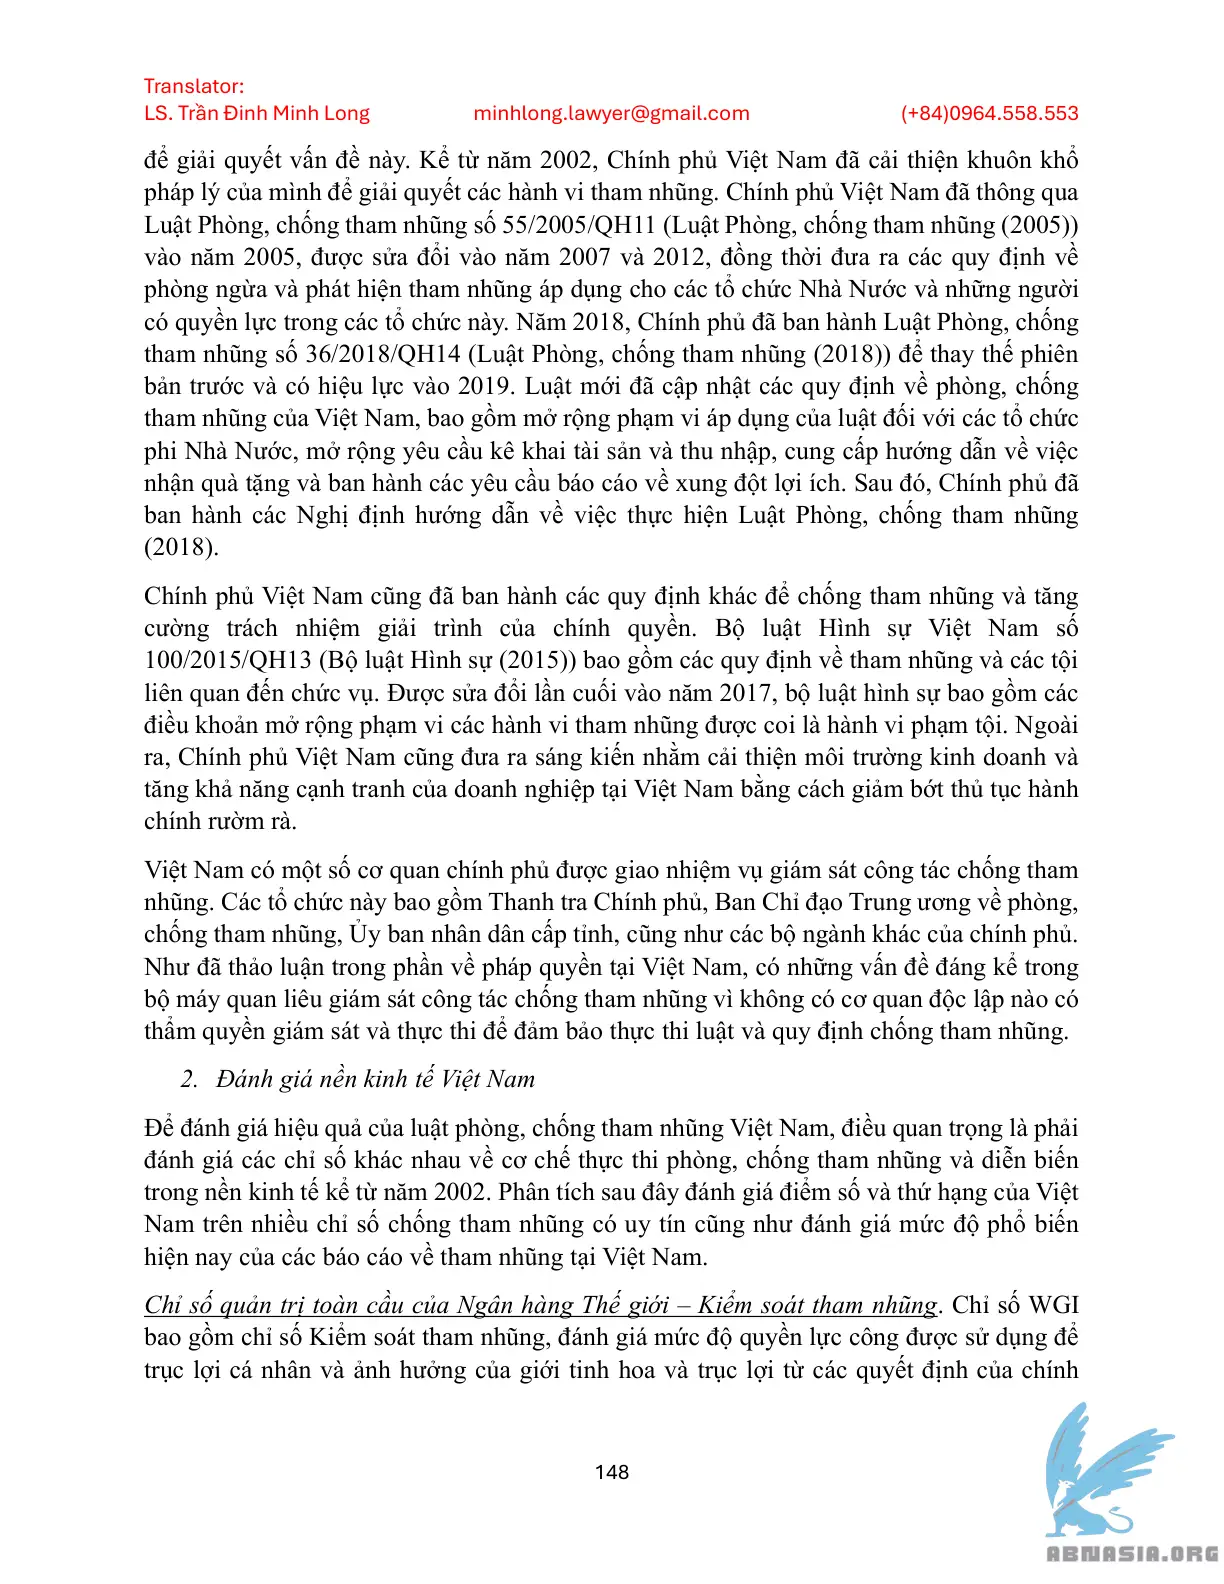 Translator:
LS. Trần Đinh Minh Long minhlong.lawyer@gmail.com (+84)0964.558.553
để giải quyết vấn đề này. Kể từ năm 2002, Chính phủ Việt Nam đã cải thiện khuôn khổ
pháp lý của mình để giải quyết các hành vi tham nhũng. Chính phủ Việt Nam đã thông qua
Luật Phòng, chống tham nhũng số 55/2005/QH11 (Luật Phòng, chống tham nhũng (2005))
vào năm 2005, được sửa đổi vào năm 2007 và 2012, đồng thời đưa ra các quy định về
phòng ngừa và phát hiện tham nhũng áp dụng cho các tổ chức Nhà Nước và những người
có quyền lực trong các tổ chức này. Năm 2018, Chính phủ đã ban hành Luật Phòng, chống
tham nhũng số 36/2018/QH14 (Luật Phòng, chống tham nhũng (2018)) để thay thế phiên
bản trước và có hiệu lực vào 2019. Luật mới đã cập nhật các quy định về phòng, chống
tham nhũng của Việt Nam, bao gồm mở rộng phạm vi áp dụng của luật đối với các tổ chức
phi Nhà Nước, mở rộng yêu cầu kê khai tài sản và thu nhập, cung cấp hướng dẫn về việc
nhận quà tặng và ban hành các yêu cầu báo cáo về xung đột lợi ích. Sau đó, Chính phủ đã
ban hành các Nghị định hướng dẫn về việc thực hiện Luật Phòng, chống tham nhũng
(2018).
Chính phủ Việt Nam cũng đã ban hành các quy định khác để chống tham nhũng và tăng
cường trách nhiệm giải trình của chính quyền. Bộ luật Hình sự Việt Nam số
100/2015/QH13 (Bộ luật Hình sự (2015)) bao gồm các quy định về tham nhũng và các tội
liên quan đến chức vụ. Được sửa đổi lần cuối vào năm 2017, bộ luật hình sự bao gồm các
điều khoản mở rộng phạm vi các hành vi tham nhũng được coi là hành vi phạm tội. Ngoài
ra, Chính phủ Việt Nam cũng đưa ra sáng kiến nhằm cải thiện môi trường kinh doanh và
tăng khả năng cạnh tranh của doanh nghiệp tại Việt Nam bằng cách giảm bớt thủ tục hành
chính rườm rà.
Việt Nam có một số cơ quan chính phủ được giao nhiệm vụ giám sát công tác chống tham
nhũng. Các tổ chức này bao gồm Thanh tra Chính phủ, Ban Chỉ đạo Trung ương về phòng,
chống tham nhũng, Ủy ban nhân dân cấp tỉnh, cũng như các bộ ngành khác của chính phủ.
Như đã thảo luận trong phần về pháp quyền tại Việt Nam, có những vấn đề đáng kể trong
bộ máy quan liêu giám sát công tác chống tham nhũng vì không có cơ quan độc lập nào có
thẩm quyền giám sát và thực thi để đảm bảo thực thi luật và quy định chống tham nhũng.
2. Đánh giá nền kinh tế Việt Nam
Để đánh giá hiệu quả của luật phòng, chống tham nhũng Việt Nam, điều quan trọng là phải
đánh giá các chỉ số khác nhau về cơ chế thực thi phòng, chống tham nhũng và diễn biến
trong nền kinh tế kể từ năm 2002. Phân tích sau đây đánh giá điểm số và thứ hạng của Việt
Nam trên nhiều chỉ số chống tham nhũng có uy tín cũng như đánh giá mức độ phổ biến
hiện nay của các báo cáo về tham nhũng tại Việt Nam.
Chỉ số quản trị toàn cầu của Ngân hàng Thế giới – Kiểm soát tham nhũng. Chỉ số WGI
bao gồm chỉ số Kiểm soát tham nhũng, đánh giá mức độ quyền lực công được sử dụng để
trục lợi cá nhân và ảnh hưởng của giới tinh hoa và trục lợi từ các quyết định của chính
148
ABNASIA.ORG